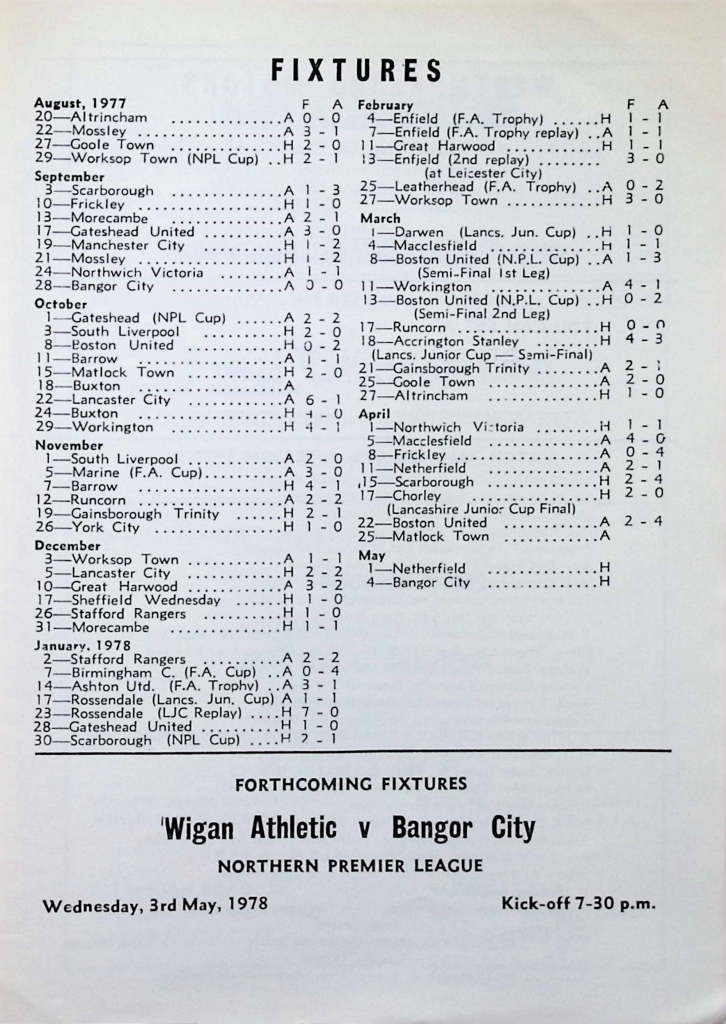 FIXTURES
August, 1977 F A
20—Altrincham .............. A 0 - 0
22—Mossley .................. A 3 - 1
27—Goole Town .............. H 2 - 0
29—Worksop Town (NPL Cup) .. H 2 - 1
September
3—Scarborough .............. A 1 - 3
10—Frickley .................. H 1 - 0
13—Morecambe .............. A 2 - 1
17—Gateshead United ........ A 3 - 0
19—Manchester City .......... H 1 - 2
21—Mossley .................. H 1 - 2
24—Northwich Victoria ........ A 1 - 1
28—Bangor City .............. A 0 - 0
October
1—Gateshead (NPL Cup) ...... A 2 - 2
3—South Liverpool ............ H 2 - 0
8—Boston United ............ H 0 - 2
11—Barrow .................. A 1 - 1
15—Matlock Town ............ H 2 - 0
18—Buxton .................. A
22—Lancaster City ............ A 6 - 1
24—Buxton .................. H 4 - 0
29—Workington .............. H 4 - 1
November
1—South Liverpool ............ A 2 - 0
5—Marine (F.A. Cup).......... A 3 - 0
7—Barrow .................. H 4 - 1
12—Runcorn ................ A 2 - 2
19—Gainsborough Trinity ...... H 2 - 1
26—York City ................ H 1 - 0
December
3—Worksop Town ............ A 1 - 1
5—Lancaster City ............ H 2 - 2
10—Great Harwood ............ A 3 - 2
17—Sheffield Wednesday ...... H 1 - 0
26—Stafford Rangers .......... H 1 - 0
31—Morecambe .............. H 1 - 1
January, 1978
2—Stafford Rangers .......... A 2 - 2
7—Birmingham C. (F.A. Cup) .. A 0 - 4
14—Ashton Utd. (F.A. Trophy) .. A 3 - 1
17—Rossendale (Lancs. Jun. Cup) A 1 - 1
23—Rossendale (LJC Replay) .... H 7 - 0
28—Gateshead United .......... H 1 - 0
30—Scarborough (NPL Cup) .... H 2 - 1
February F A
4—Enfield (F.A. Trophy) ...... H 1 - 1
7—Enfield (F.A. Trophy replay) .. A 1 - 1
11—Great Harwood ............ H 1 - 1
13—Enfield (2nd replay) ........ 3 - 0
(at Leicester City)
25—Leatherhead (F.A. Trophy) .. A 0 - 2
27—Worksop Town ............ H 3 - 0
March
1—Darwen (Lancs. Jun. Cup) .. H 1 - 0
4—Macclesfield .............. H 1 - 1
8—Boston United (N.P.L. Cup) .. A 1 - 3
(Semi-Final 1st Leg)
11—Workington .............. A 4 - 1
13—Boston United (N.P.L. Cup) .. H 0 - 2
(Semi-Final 2nd Leg)
17—Runcorn ................ H 0 - 0
18—Accrington Stanley ........ H 4 - 3
(Lancs. Junior Cup — Semi-Final)
21—Gainsborough Trinity ...... A 2 - 1
25—Goole Town .............. A 2 - 0
27—Altrincham .............. H 1 - 0
April
1—Northwich Victoria ........ H 1 - 1
5—Macclesfield .............. A 4 - 0
8—Frickley .................. A 0 - 4
11—Netherfield .............. A 2 - 1
15—Scarborough .............. H 2 - 4
17—Chorley .................. H 2 - 0
(Lancashire Junior Cup Final)
22—Boston United ............ A 2 - 4
25—Matlock Town ............ A
May
1—Netherfield .............. H
4—Bangor City .............. H
FORTHCOMING FIXTURES
Wigan Athletic v Bangor City
NORTHERN PREMIER LEAGUE
Wednesday, 3rd May, 1978 Kick-off 7-30 p.m.